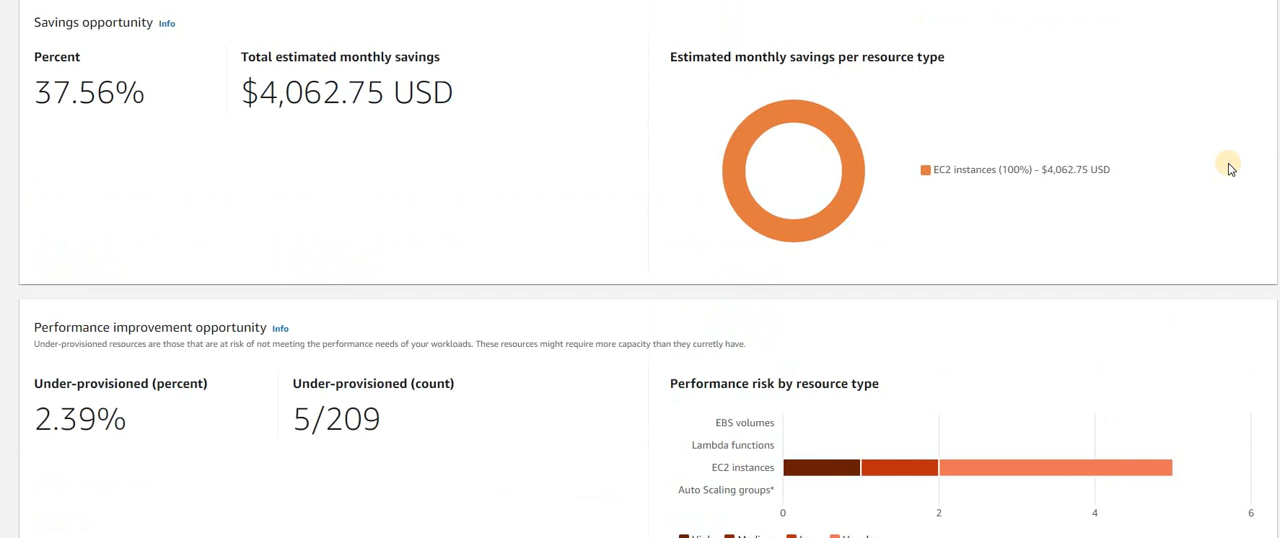 Savings opportunity Info
Percent
37.56%
Total estimated monthly savings
$4,062.75 USD
Estimated monthly savings per resource type
EC2 instances (100%) - $4,062.75 USD
Performance improvement opportunity Info
Under-provisioned resources are those that are at risk of not meeting the performance needs of your workloads. These resources might require more capacity than they curretly have.
Under-provisioned (percent)
2.39%
Under-provisioned (count)
5/209
Performance risk by resource type
EBS volumes
Lambda functions
EC2 instances
Auto Scaling groups*
0 2 4 6